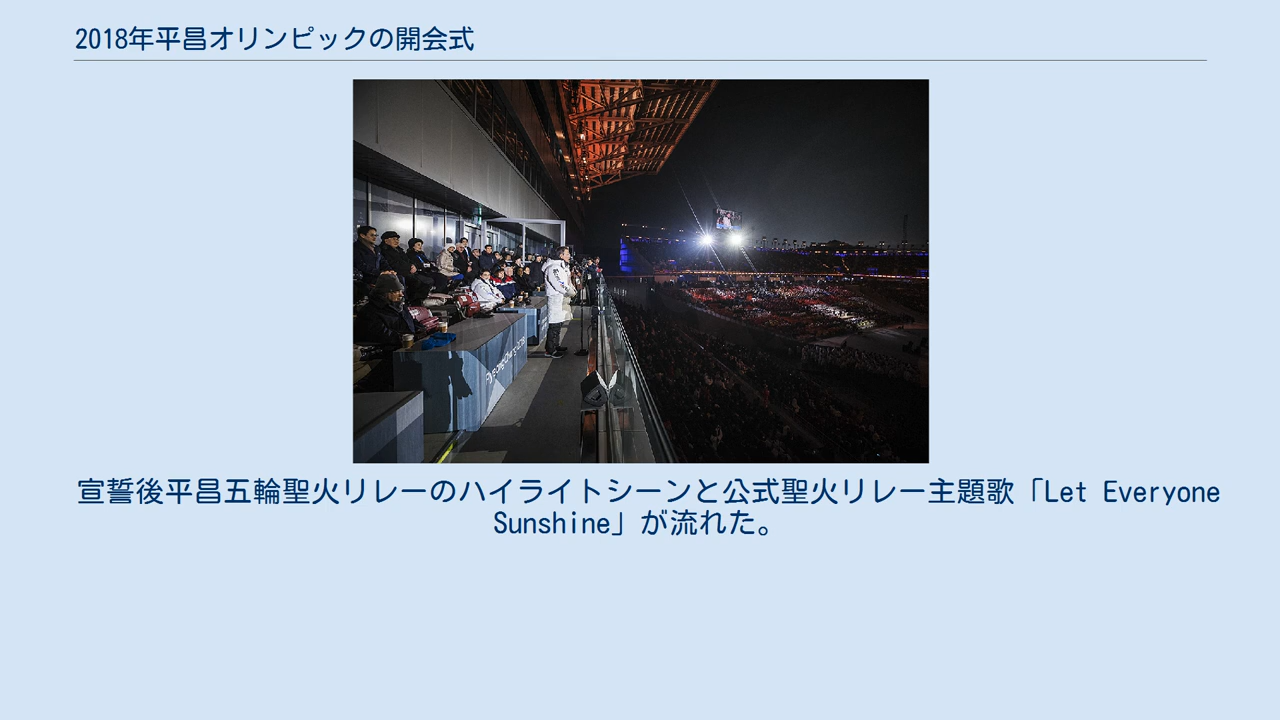 2018年平昌オリンピックの開会式
PyeongChang 2018
宣誓後平昌五輪聖火リレーのハイライトシーンと公式聖火リレー主題歌「Let Everyone
Sunshine」が流れた。